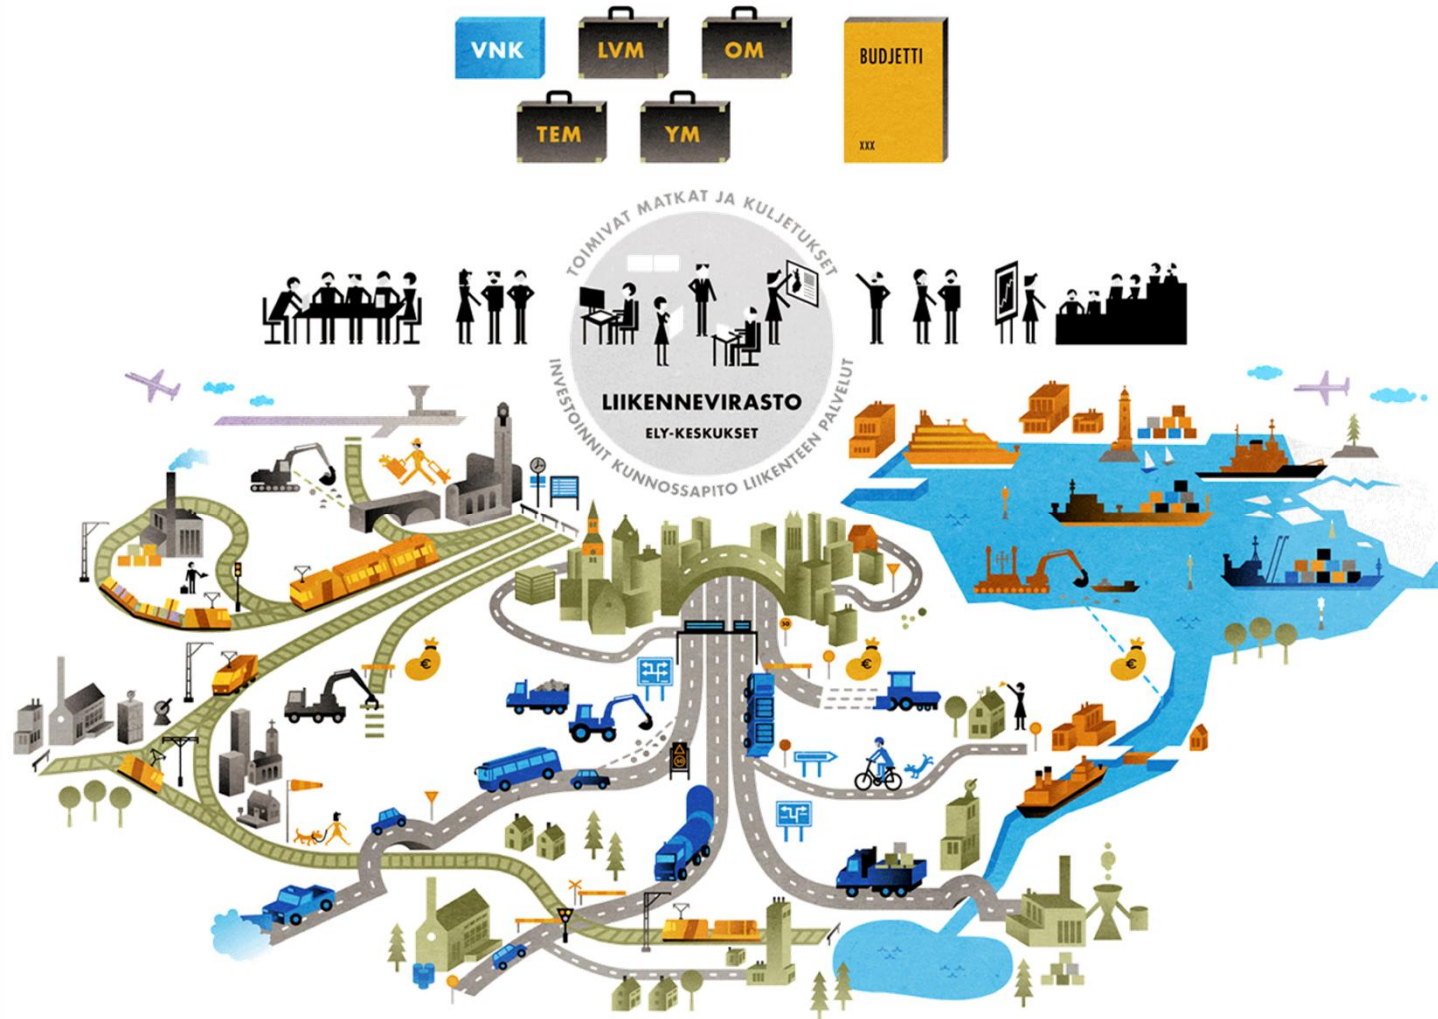 VNK
LVM
OM
BUDJETTI
TEM
YM
XXX
TOIMIVAT MATKAT JA KULJETUKSET
LIIKENNEVIRASTO
ELY-KESKUKSET
INVESTOINNIT KUNNOSSAPITO LIIKENTEEN PALVELUT
€
€
€